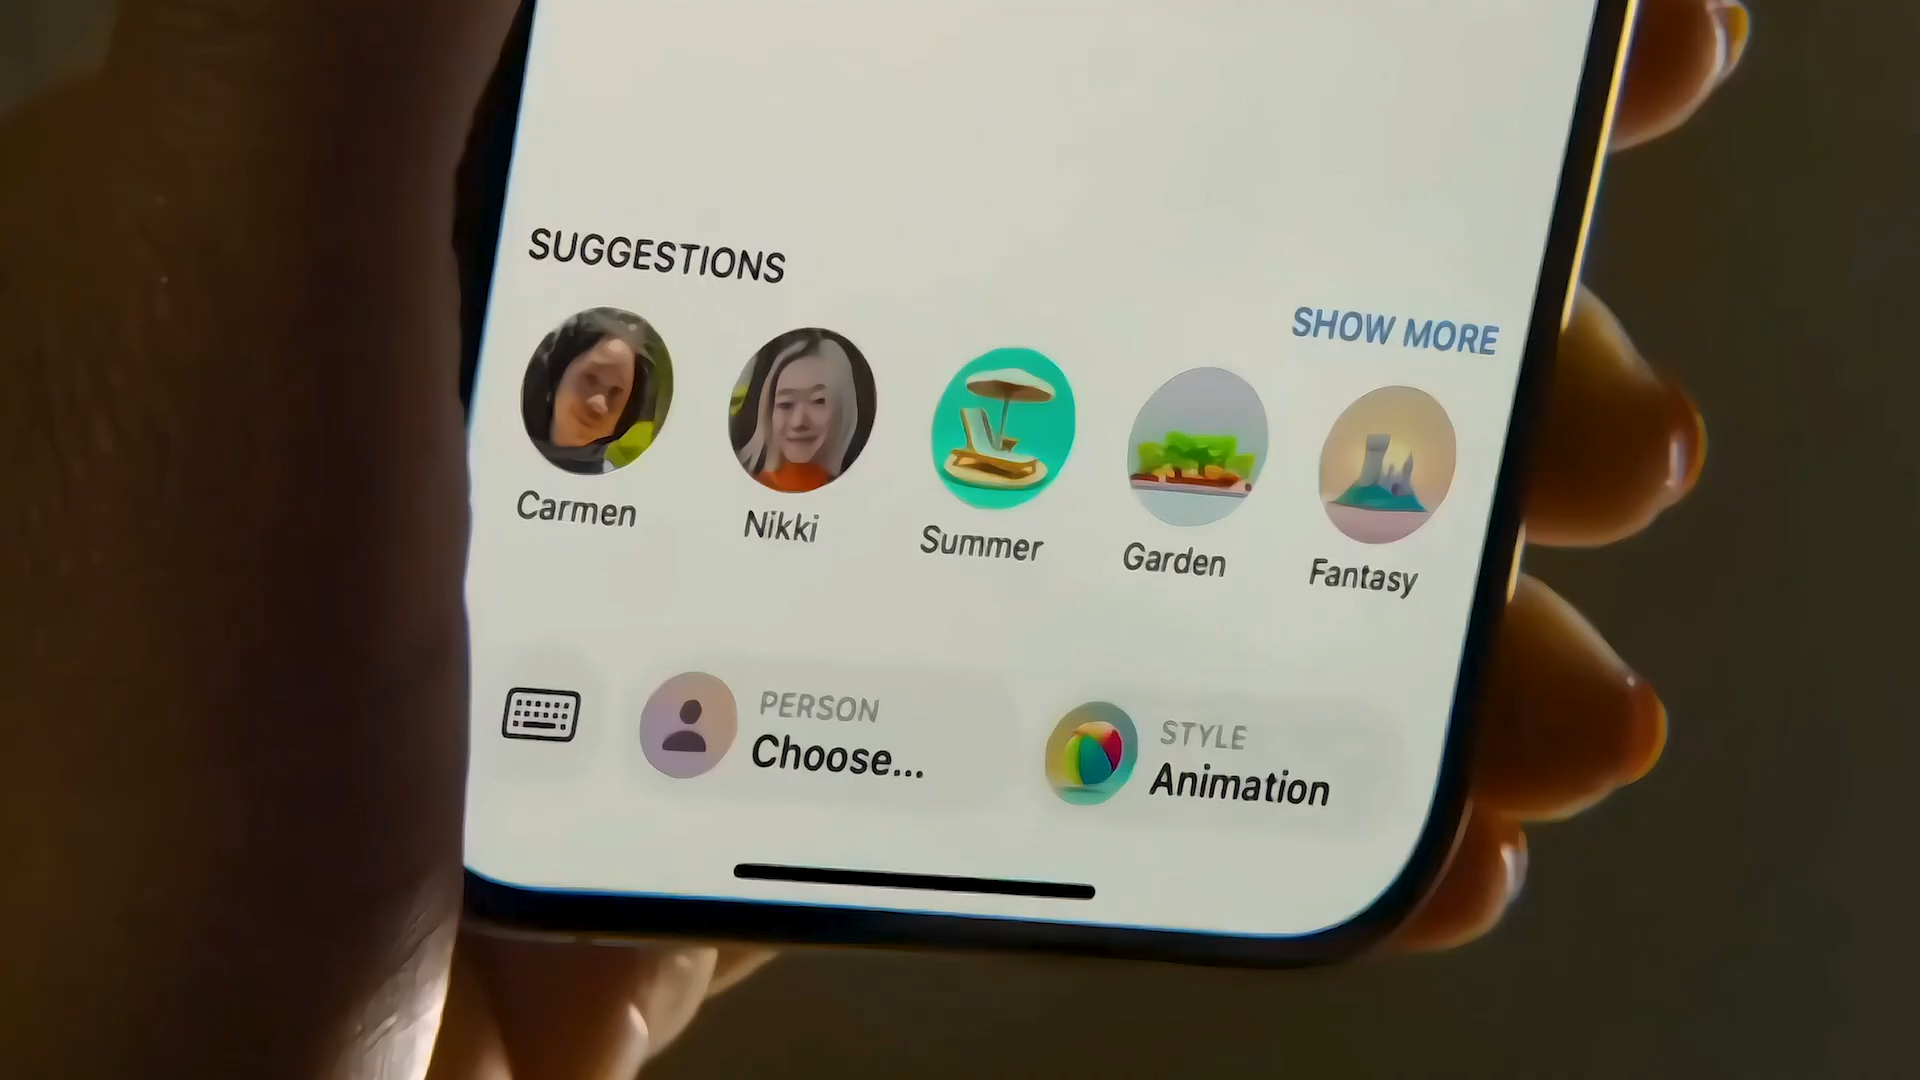 SUGGESTIONS
SHOW MORE
Carmen
Nikki
Summer
Garden
Fantasy
PERSON
Choose...
STYLE
Animation